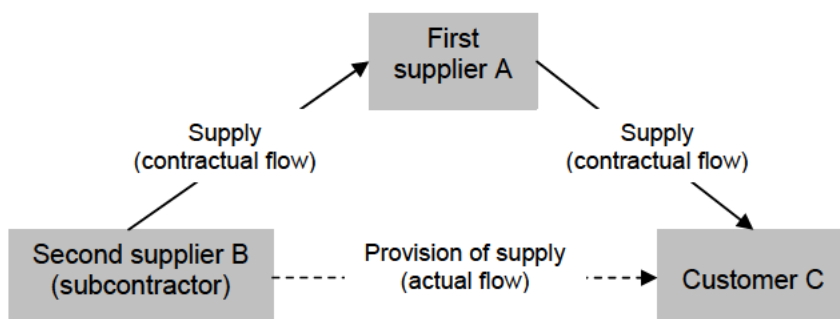 First
supplier A
Supply
(contractual flow)
Supply
(contractual flow)
Second supplier B
(subcontractor)
Provision of supply
(actual flow)
Customer C